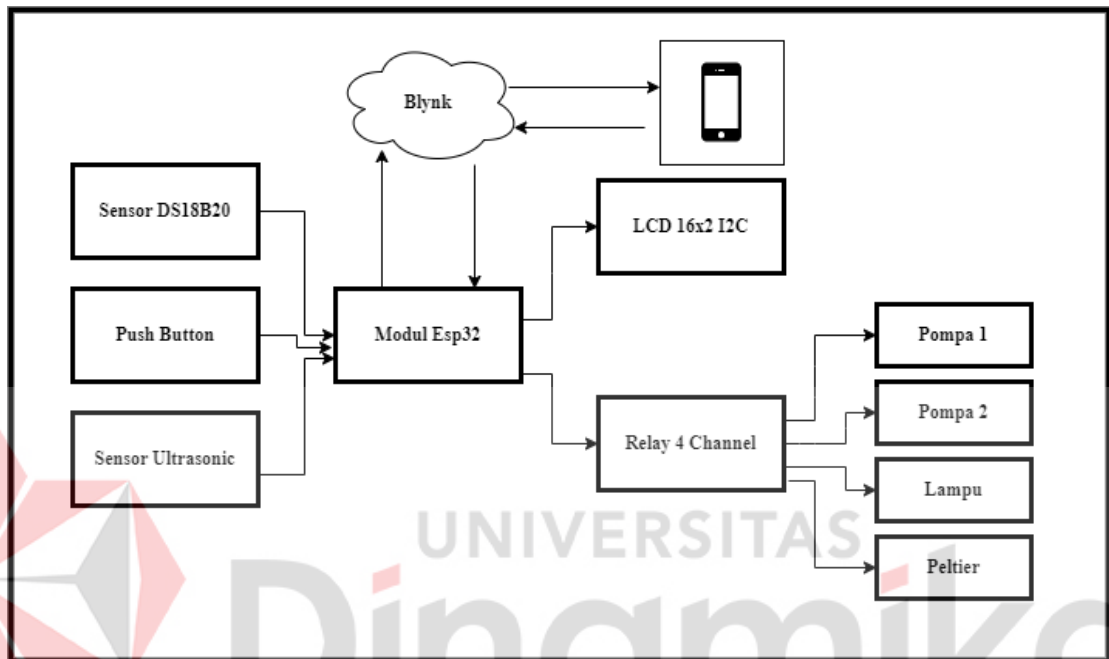 Blynk
Sensor DS18B20
LCD 16x2 I2C
Push Button
Modul Esp32
Pompa 1
Sensor Ultrasonic
Relay 4 Channel
Pompa 2
Lampu
Peltier
UNIVERSITAS
Dinamika